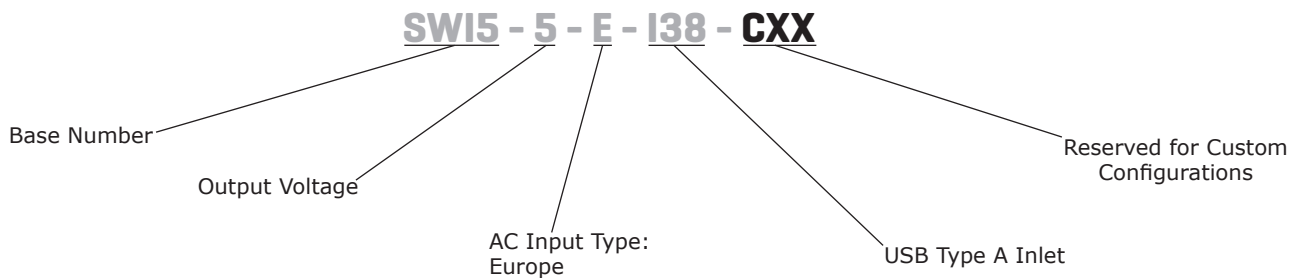 SWI5 - 5 - E - I38 - CXX
Base Number
Output Voltage
AC Input Type:
Europe
USB Type A Inlet
Reserved for Custom
Configurations